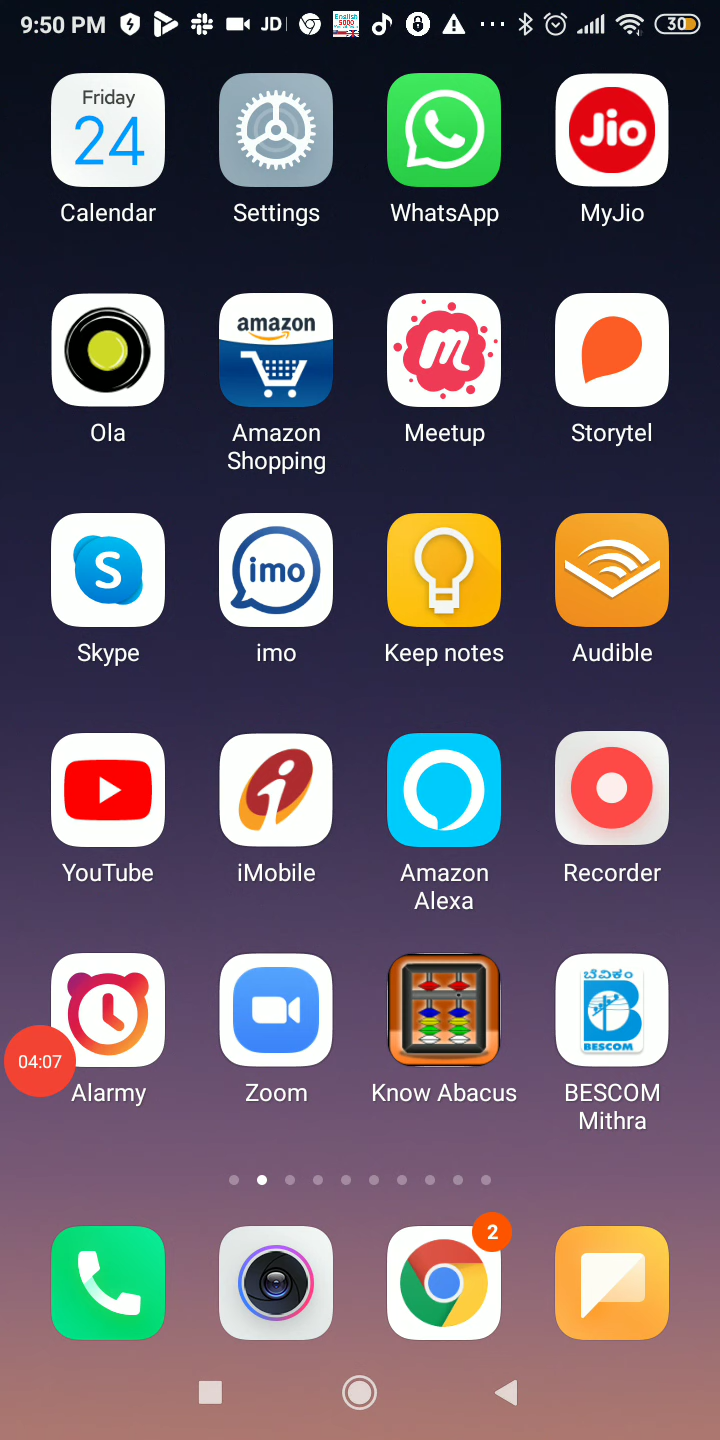 9:50 PM JD 30
Friday
24
Jio
Calendar Settings WhatsApp MyJio
amazon
m
Ola Amazon Shopping Meetup Storytel
S imo
Skype imo Keep notes Audible
i
YouTube iMobile Amazon Alexa Recorder
ಬೆವಿಕಂ
BESCOM
04:07
Alarmy Zoom Know Abacus BESCOM Mithra
2